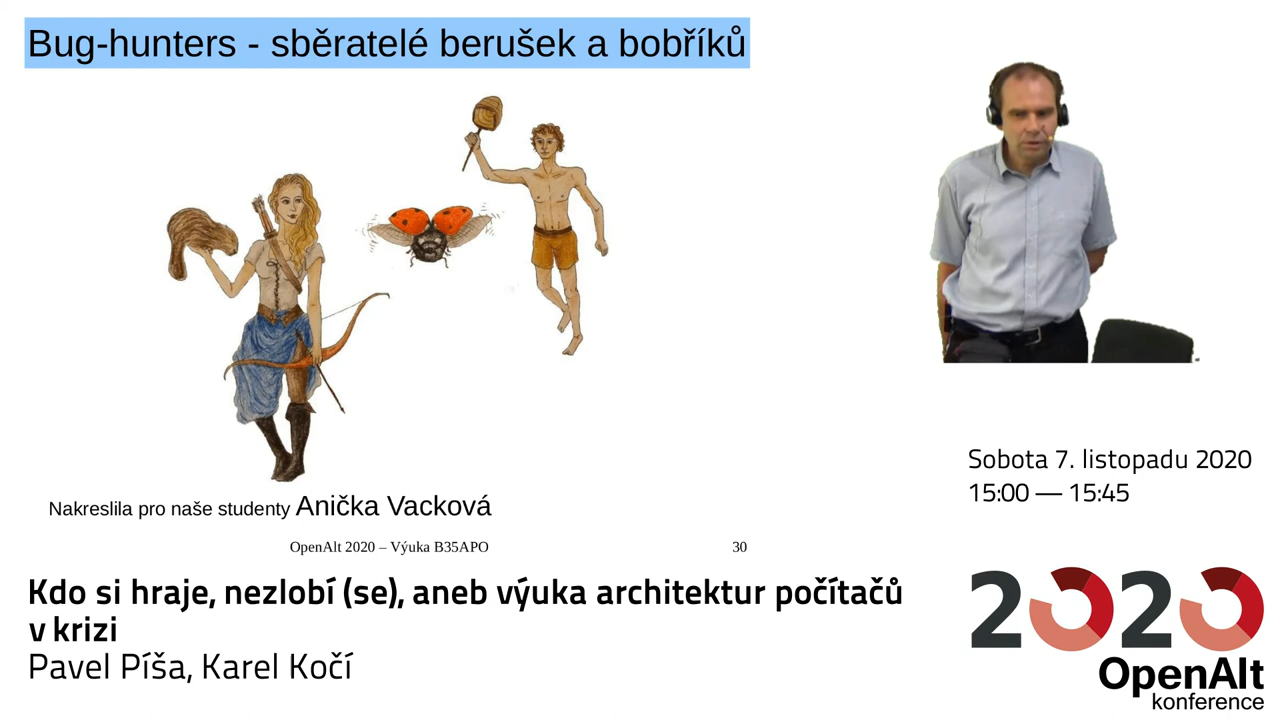 Bug-hunters - sběratelé berušek a bobříků
Nakreslila pro naše studenty Anička Vacková
OpenAlt 2020 – Výuka B35APO 30
Sobota 7. listopadu 2020
15:00 — 15:45
Kdo si hraje, nezlobí (se), aneb výuka architektur počítačů
v krizi
Pavel Píša, Karel Kočí
2020
OpenAlt
konference